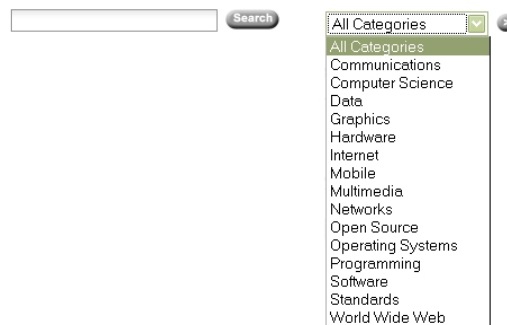 Search
All Categories
All Categories
Communications
Computer Science
Data
Graphics
Hardware
Internet
Mobile
Multimedia
Networks
Open Source
Operating Systems
Programming
Software
Standards
World Wide Web